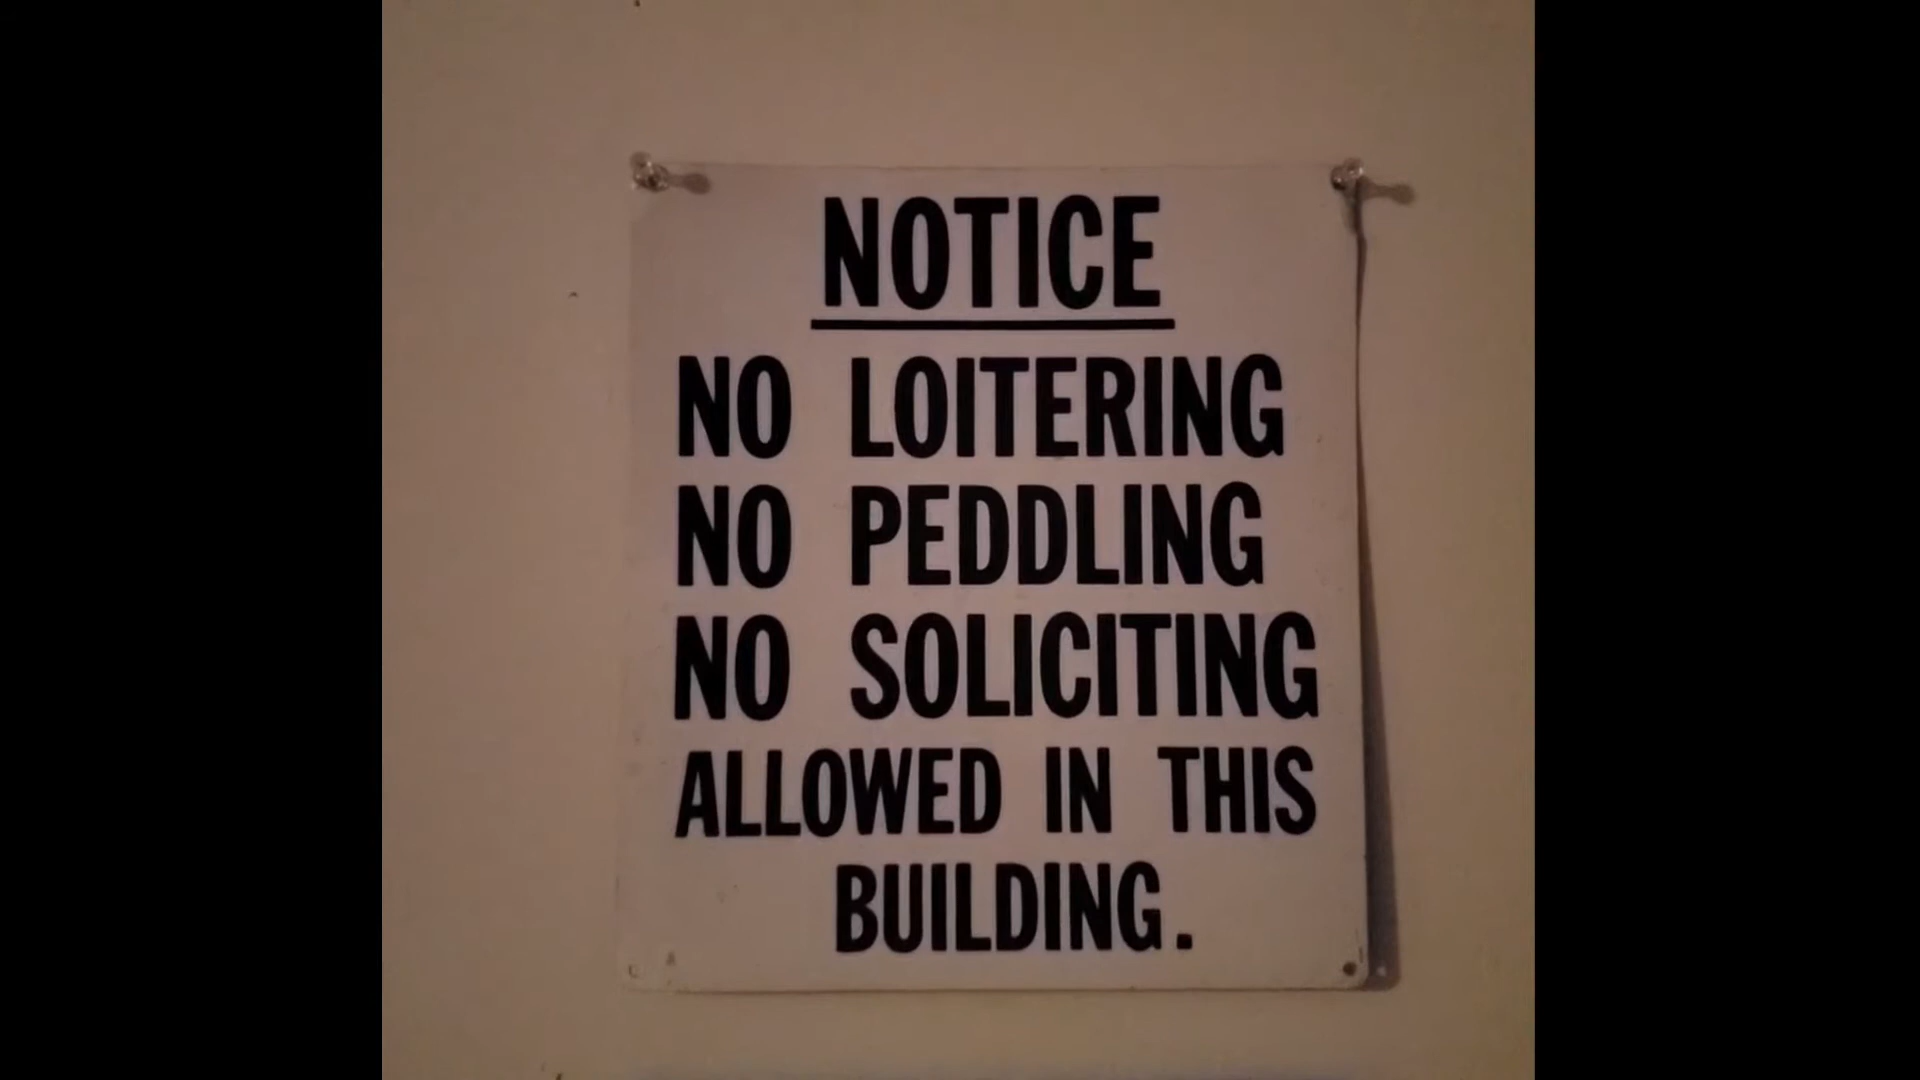 NOTICE
NO LOITERING
NO PEDDLING
NO SOLICITING
ALLOWED IN THIS
BUILDING.